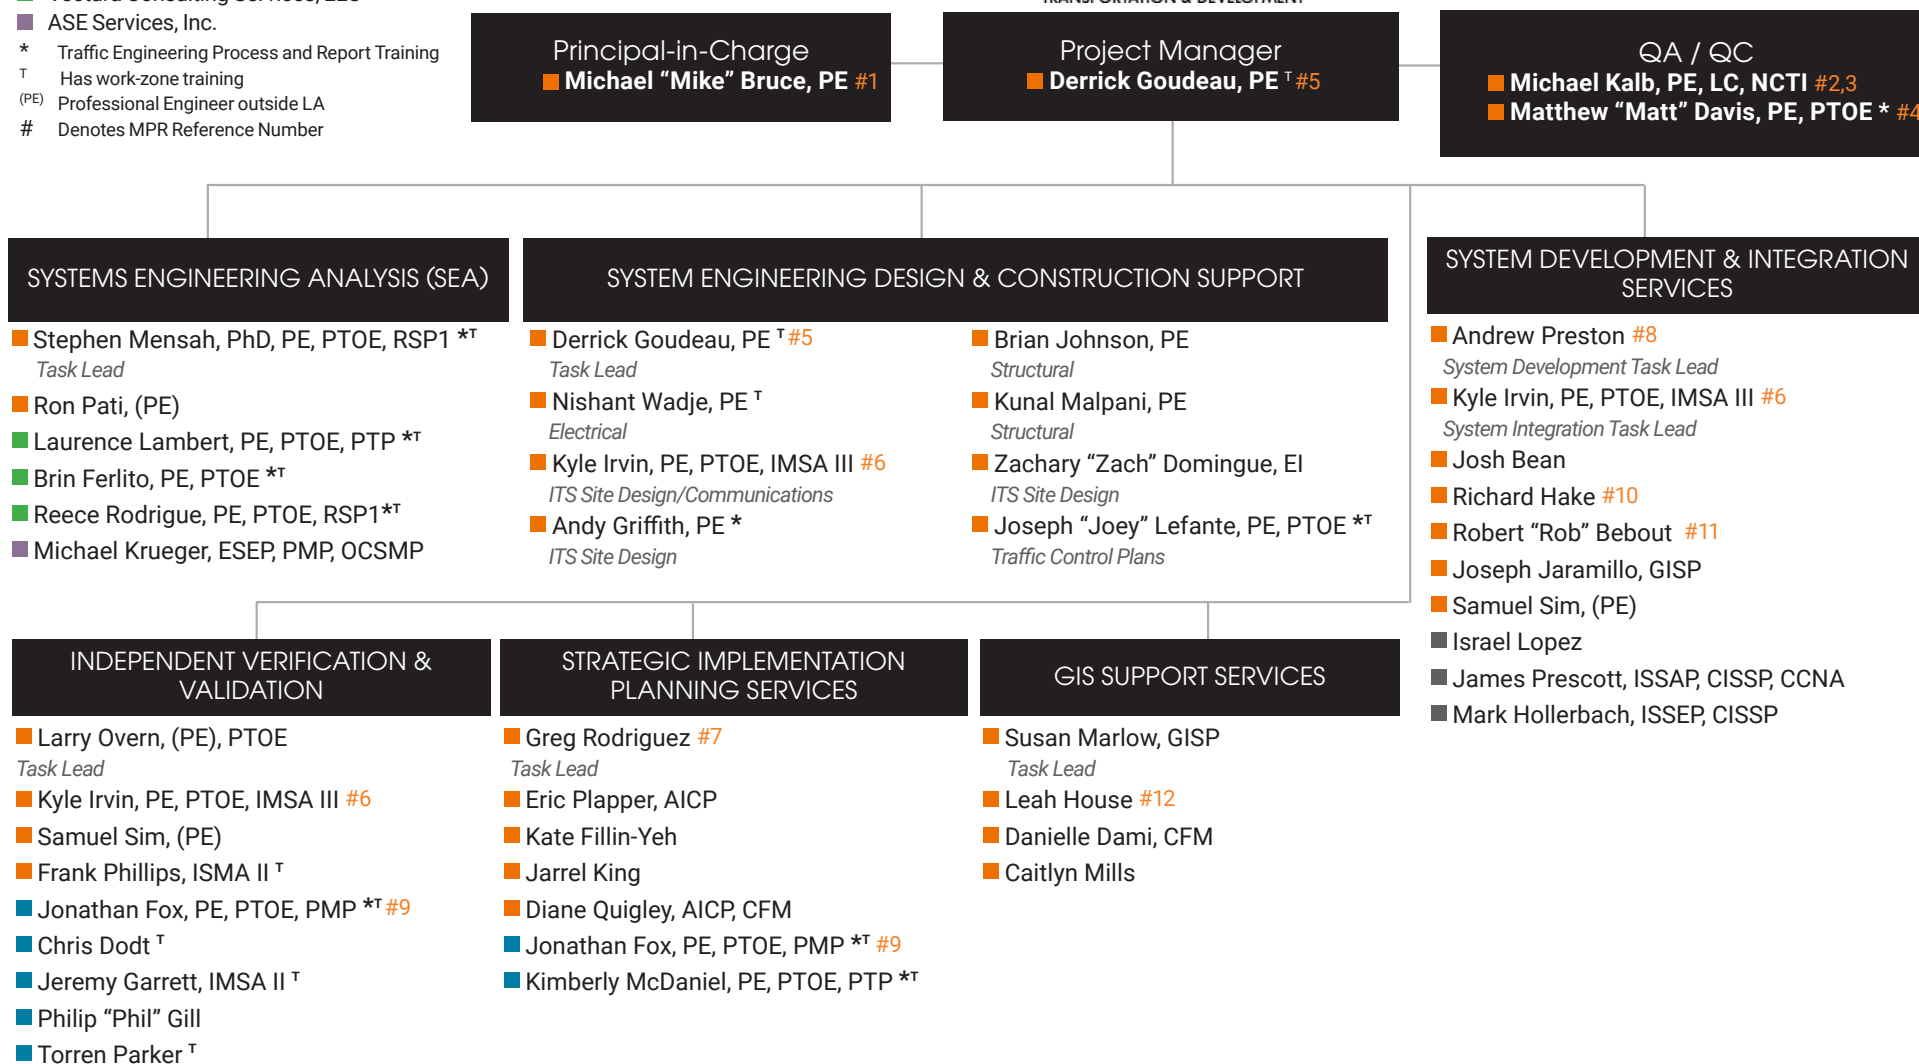 ASE Services, Inc.
* Traffic Engineering Process and Report Training
T Has work-zone training
(PE) Professional Engineer outside LA
# Denotes MPR Reference Number
TRANSPORTATION & DEVELOPMENT
Principal-in-Charge
Michael “Mike” Bruce, PE #1
Project Manager
Derrick Goudeau, PE T #5
QA / QC
Michael Kalb, PE, LC, NCTI #2,3
Matthew “Matt” Davis, PE, PTOE * #4
SYSTEMS ENGINEERING ANALYSIS (SEA)
Stephen Mensah, PhD, PE, PTOE, RSP1 *T
Task Lead
Ron Pati, (PE)
Laurence Lambert, PE, PTOE, PTP *T
Brin Ferlito, PE, PTOE *T
Reece Rodrigue, PE, PTOE, RSP1*T
Michael Krueger, ESEP, PMP, OCSMP
SYSTEM ENGINEERING DESIGN & CONSTRUCTION SUPPORT
Derrick Goudeau, PE T #5
Task Lead
Nishant Wadje, PE T
Electrical
Kyle Irvin, PE, PTOE, IMSA III #6
ITS Site Design/Communications
Andy Griffith, PE *
ITS Site Design
Brian Johnson, PE
Structural
Kunal Malpani, PE
Structural
Zachary “Zach” Domingue, EI
ITS Site Design
Joseph “Joey” Lefante, PE, PTOE *T
Traffic Control Plans
SYSTEM DEVELOPMENT & INTEGRATION
SERVICES
Andrew Preston #8
System Development Task Lead
Kyle Irvin, PE, PTOE, IMSA III #6
System Integration Task Lead
Josh Bean
Richard Hake #10
Robert “Rob” Bebout #11
Joseph Jaramillo, GISP
Samuel Sim, (PE)
Israel Lopez
James Prescott, ISSAP, CISSP, CCNA
Mark Hollerbach, ISSEP, CISSP
INDEPENDENT VERIFICATION &
VALIDATION
Larry Overn, (PE), PTOE
Task Lead
Kyle Irvin, PE, PTOE, IMSA III #6
Samuel Sim, (PE)
Frank Phillips, ISMA II T
Jonathan Fox, PE, PTOE, PMP *T #9
Chris Dodt T
Jeremy Garrett, IMSA II T
Philip “Phil” Gill
Torren Parker T
STRATEGIC IMPLEMENTATION
PLANNING SERVICES
Greg Rodriguez #7
Task Lead
Eric Plapper, AICP
Kate Fillin-Yeh
Jarrel King
Diane Quigley, AICP, CFM
Jonathan Fox, PE, PTOE, PMP *T #9
Kimberly McDaniel, PE, PTOE, PTP *T
GIS SUPPORT SERVICES
Susan Marlow, GISP
Task Lead
Leah House #12
Danielle Dami, CFM
Caitlyn Mills